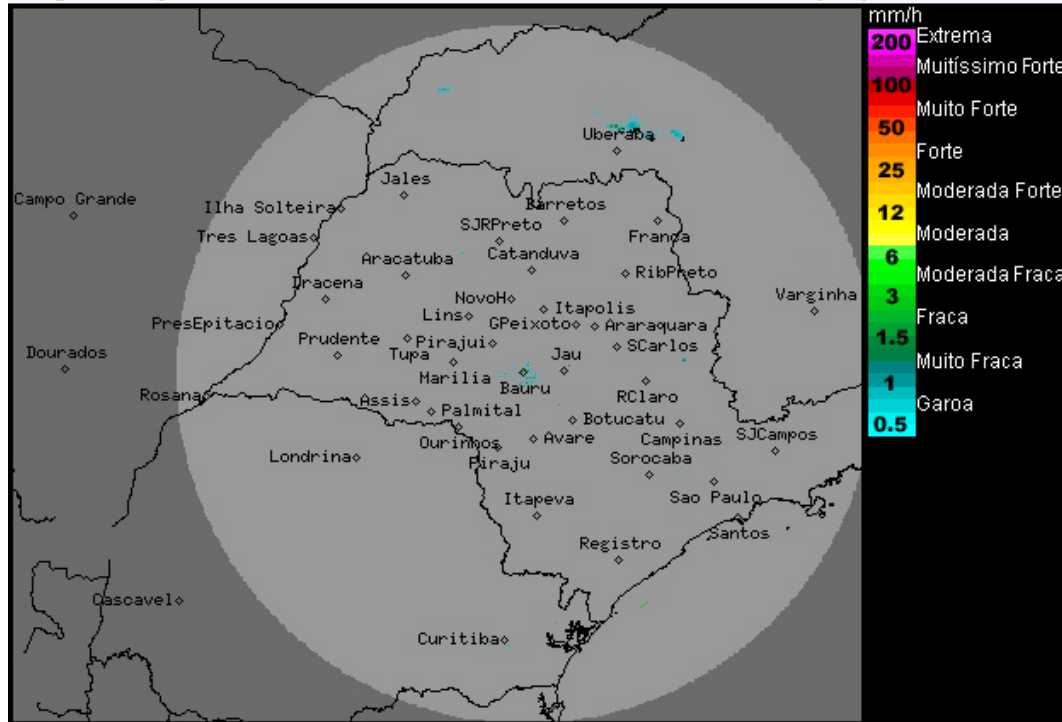 mm/h
200 Extrema
Muitíssimo Forte
100
Muito Forte
50
Forte
25
Moderada Forte
12
Moderada
6
Moderada Fraca
3
Fraca
1.5
Muito Fraca
1
Garoa
0.5
Uberaba
Jales
Campo Grande
Ilha Solteira
Barretos
Tres Lagoas
SJRPreto
Franca
Aracatuba
Catanduva
RibPreto
Dracena
NovoH
Itapolis
Varginha
Lins
GPeixoto
Araraquara
PresEpitacio
Prudente
Pirajui
SCarlos
Dourados
Tupa
Jau
Marilia
Bauru
Rosana
Assis
RClaro
Palmital
Botucatu
Ourinhos
Avare
Campinas
SJCampos
Londrina
Piraju
Sorocaba
Itapeva
Sao Paulo
Santos
Registro
Cascavel
Curitiba